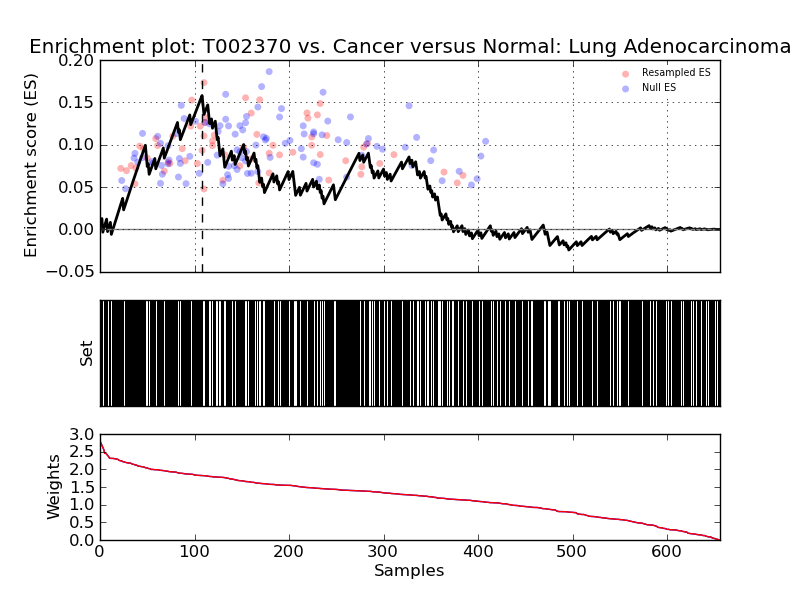 Enrichment plot: T002370 vs. Cancer versus Normal: Lung Adenocarcinoma
Enrichment score (ES)
0.20
0.15
0.10
0.05
0.00
−0.05
Resampled ES
Null ES
Set
Weights
3.0
2.5
2.0
1.5
1.0
0.5
0.0
0 100 200 300 400 500 600
Samples